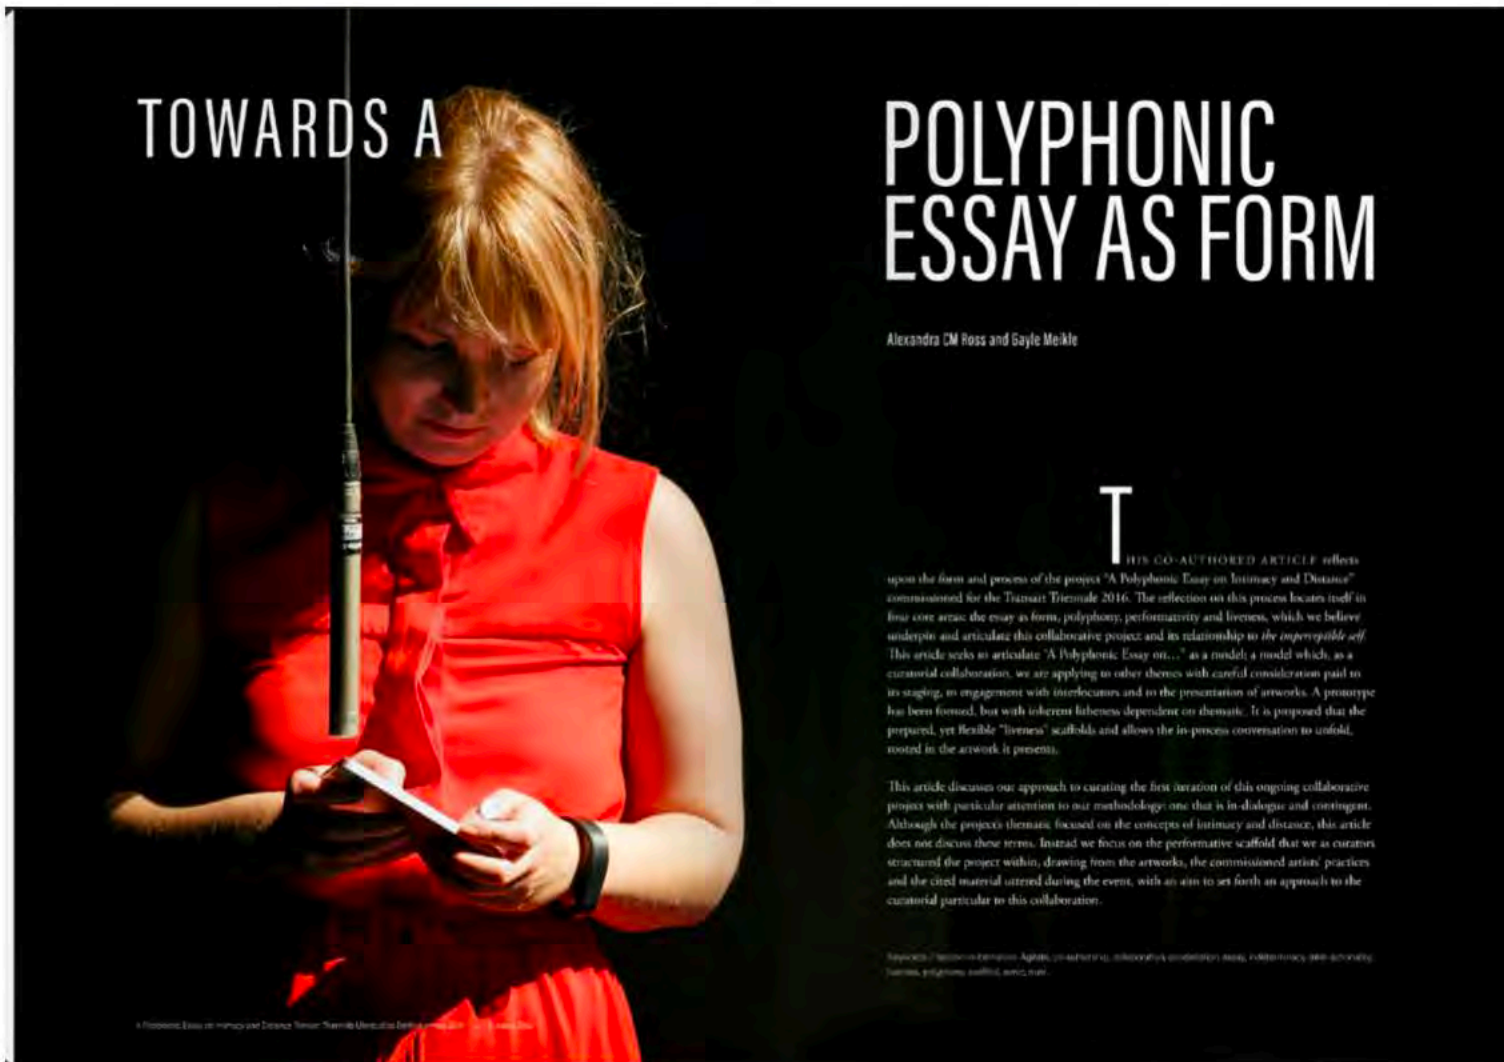 TOWARDS A
POLYPHONIC
ESSAY AS FORM
Alexandra CM Ross and Gayle Meikle
THIS CO-AUTHORED ARTICLE reflects
upon the form and process of the project "A Polyphonic Essay on Intimacy and Distance"
commissioned for the Transart Triennale 2016. The reflection on this process locates itself in
four core areas: the essay as form, polyphony, performativity and liveness, which we believe
underpin and articulate this collaborative project and its relationship to the imperceptible self.
This article seeks to articulate "A Polyphonic Essay on…" as a model; a model which, as a
curatorial collaboration, we are applying to other themes with careful consideration paid to
its staging, to engagement with interlocutors and to the presentation of artworks. A prototype
has been formed, but with inherent litheness dependent on thematic. It is proposed that the
prepared, yet flexible "liveness" scaffolds and allows the in-process conversation to unfold,
rooted in the artwork it presents.
This article discusses our approach to curating the first iteration of this ongoing collaborative
project with particular attention to our methodology: one that is in-dialogue and contingent.
Although the project's thematic focused on the concepts of intimacy and distance, this article
does not discuss these terms. Instead we focus on the performative scaffold that we as curators
structured the project within, drawing from the artworks, the commissioned artists' practices
and the cited material uttered during the event, with an aim to set forth an approach to the
curatorial particular to this collaboration.
A Polyphonic Essay on Intimacy and Distance